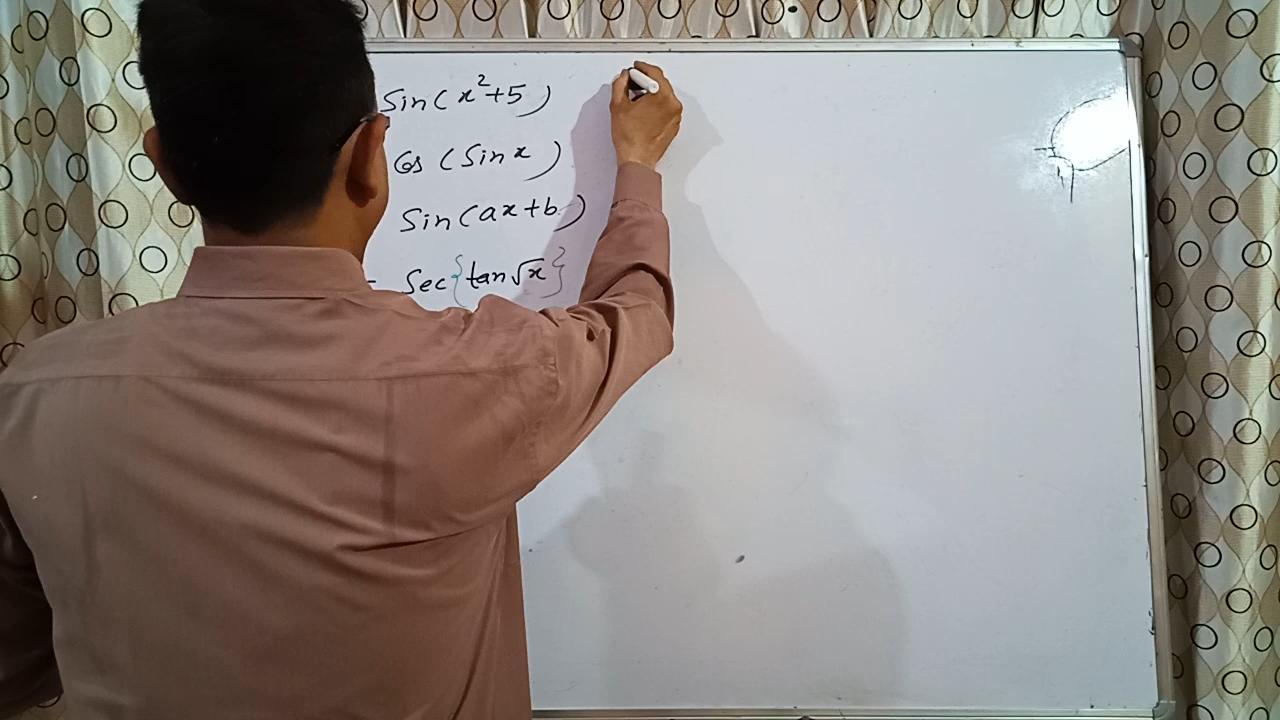 Sin(x²+5)
Cos (Sin x)
Sin(ax+b)
- Sec{tan√x}